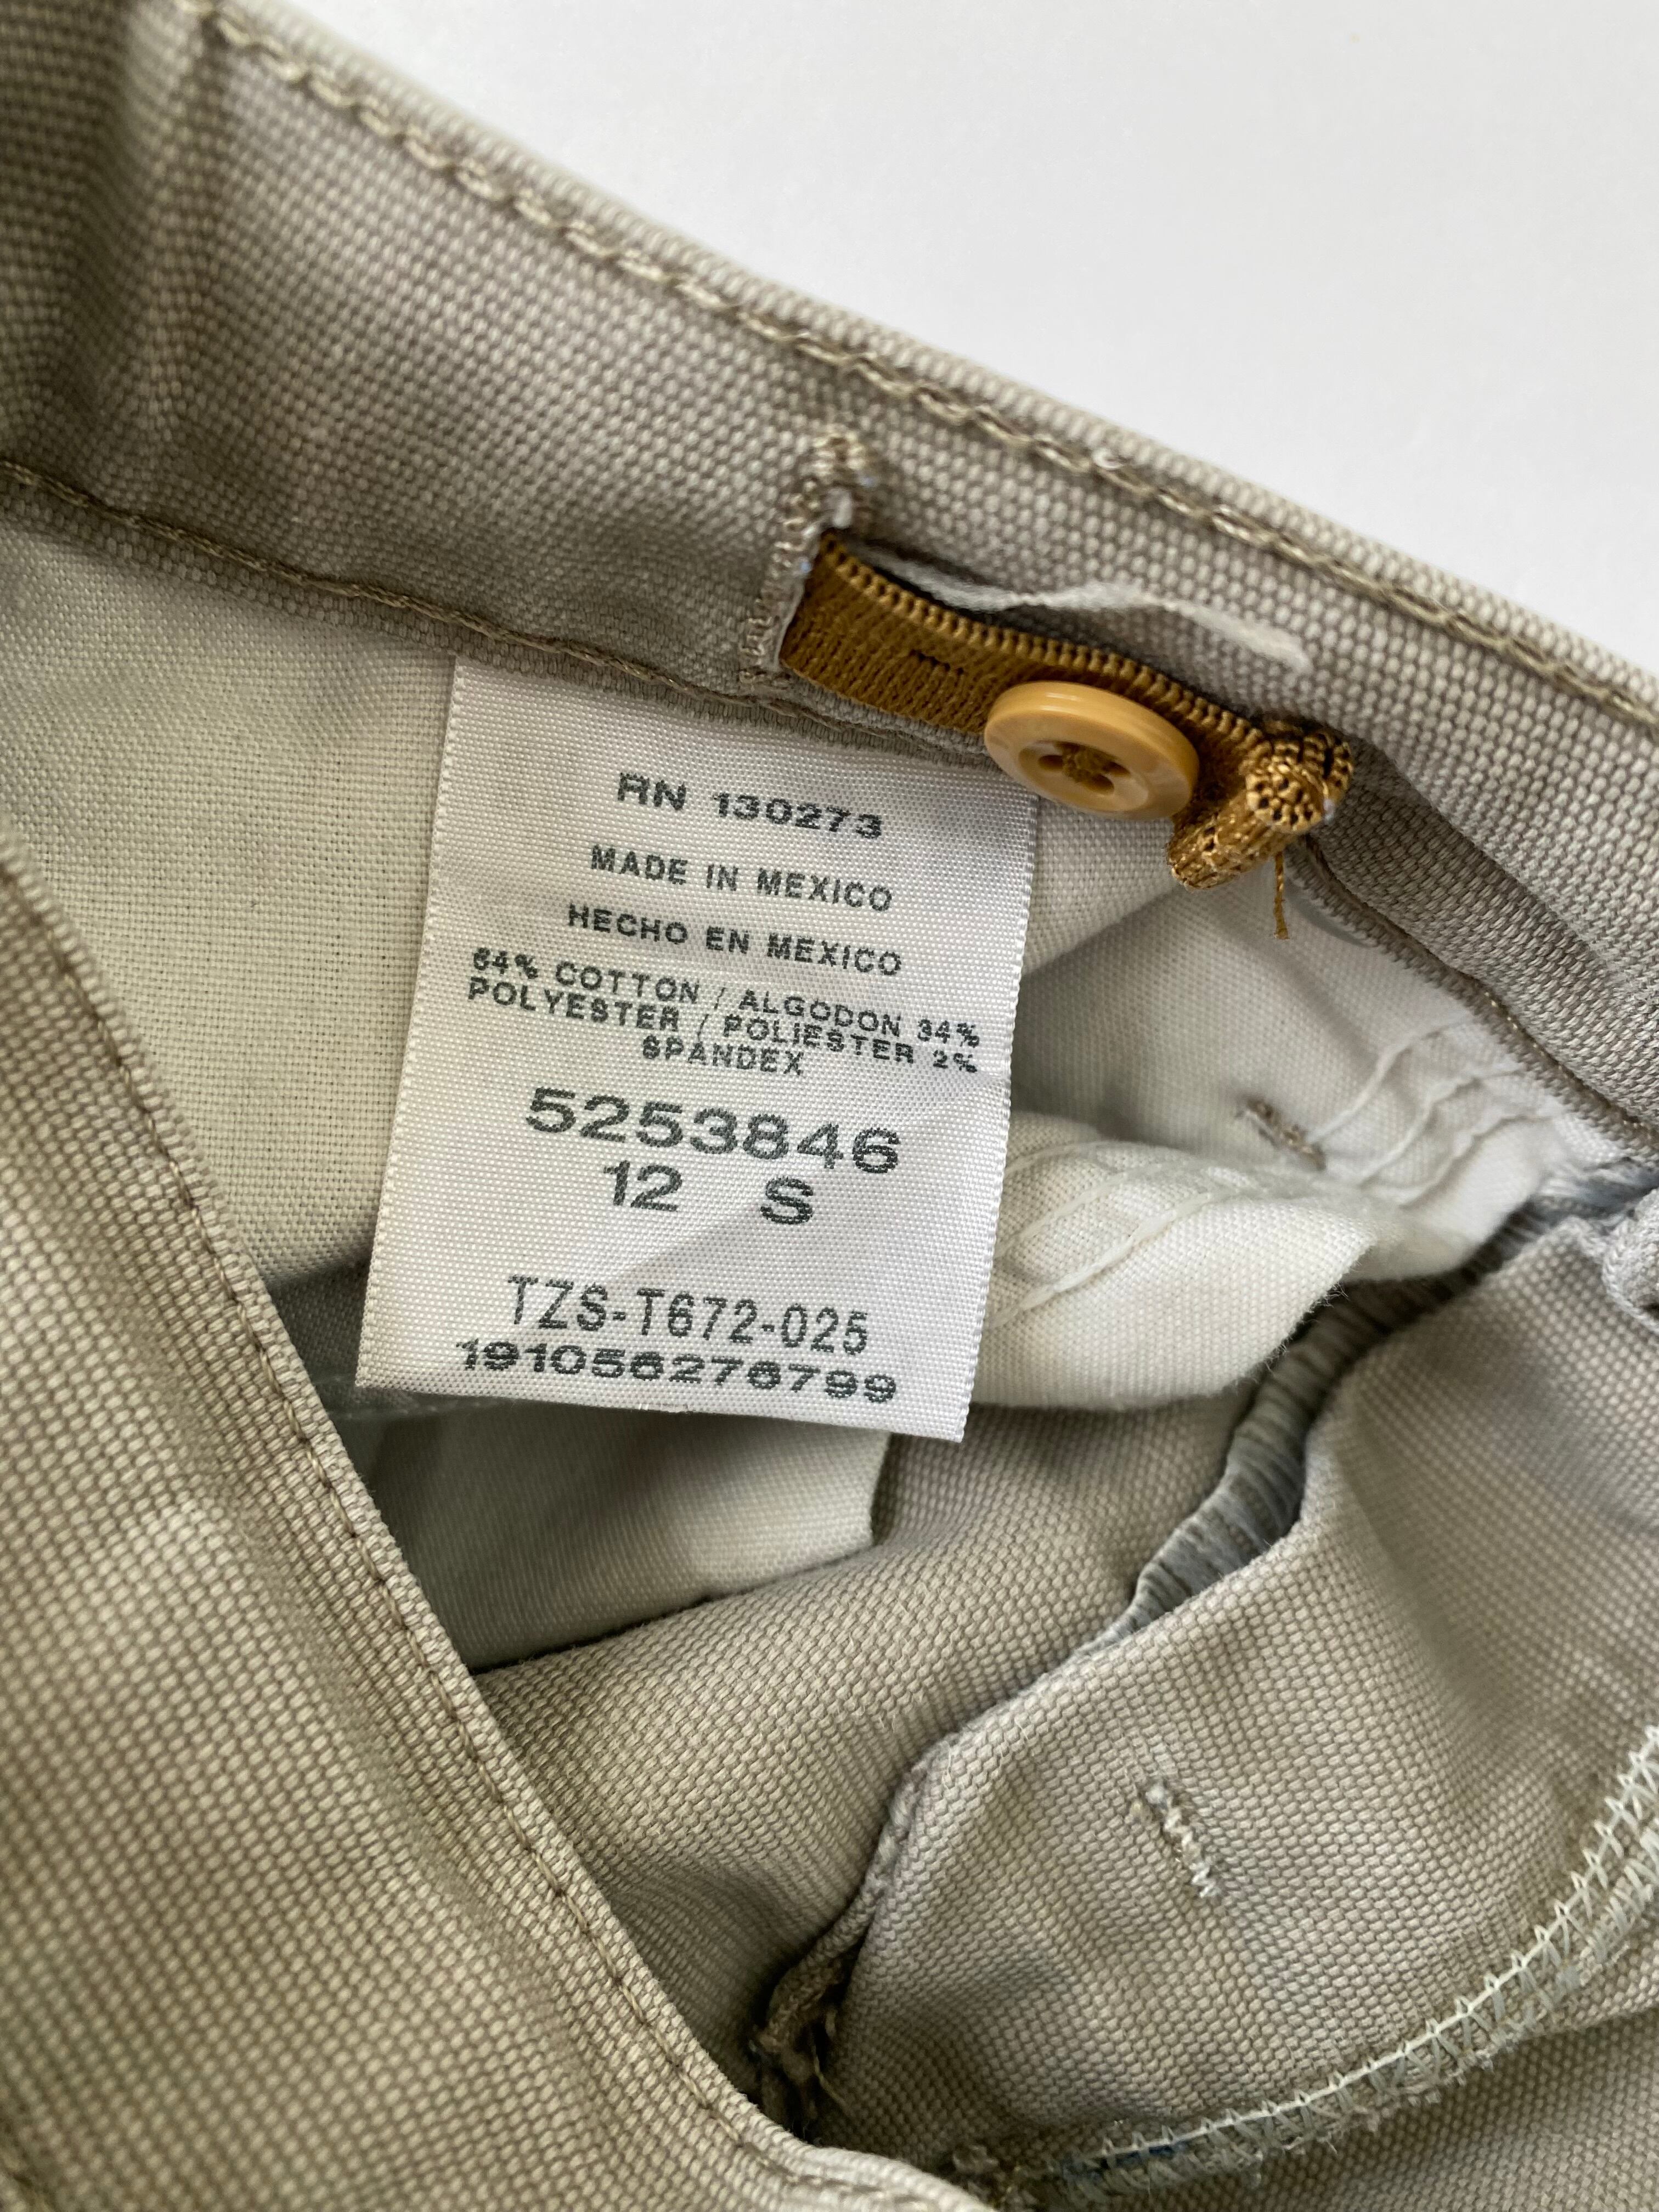 RN 130273
MADE IN MEXICO
HECHO EN MEXICO
64% COTTON / ALGODON 34%
POLYESTER / POLIESTER 2%
SPANDEX
5253846
12 S
TZS-T672-025
191056276799